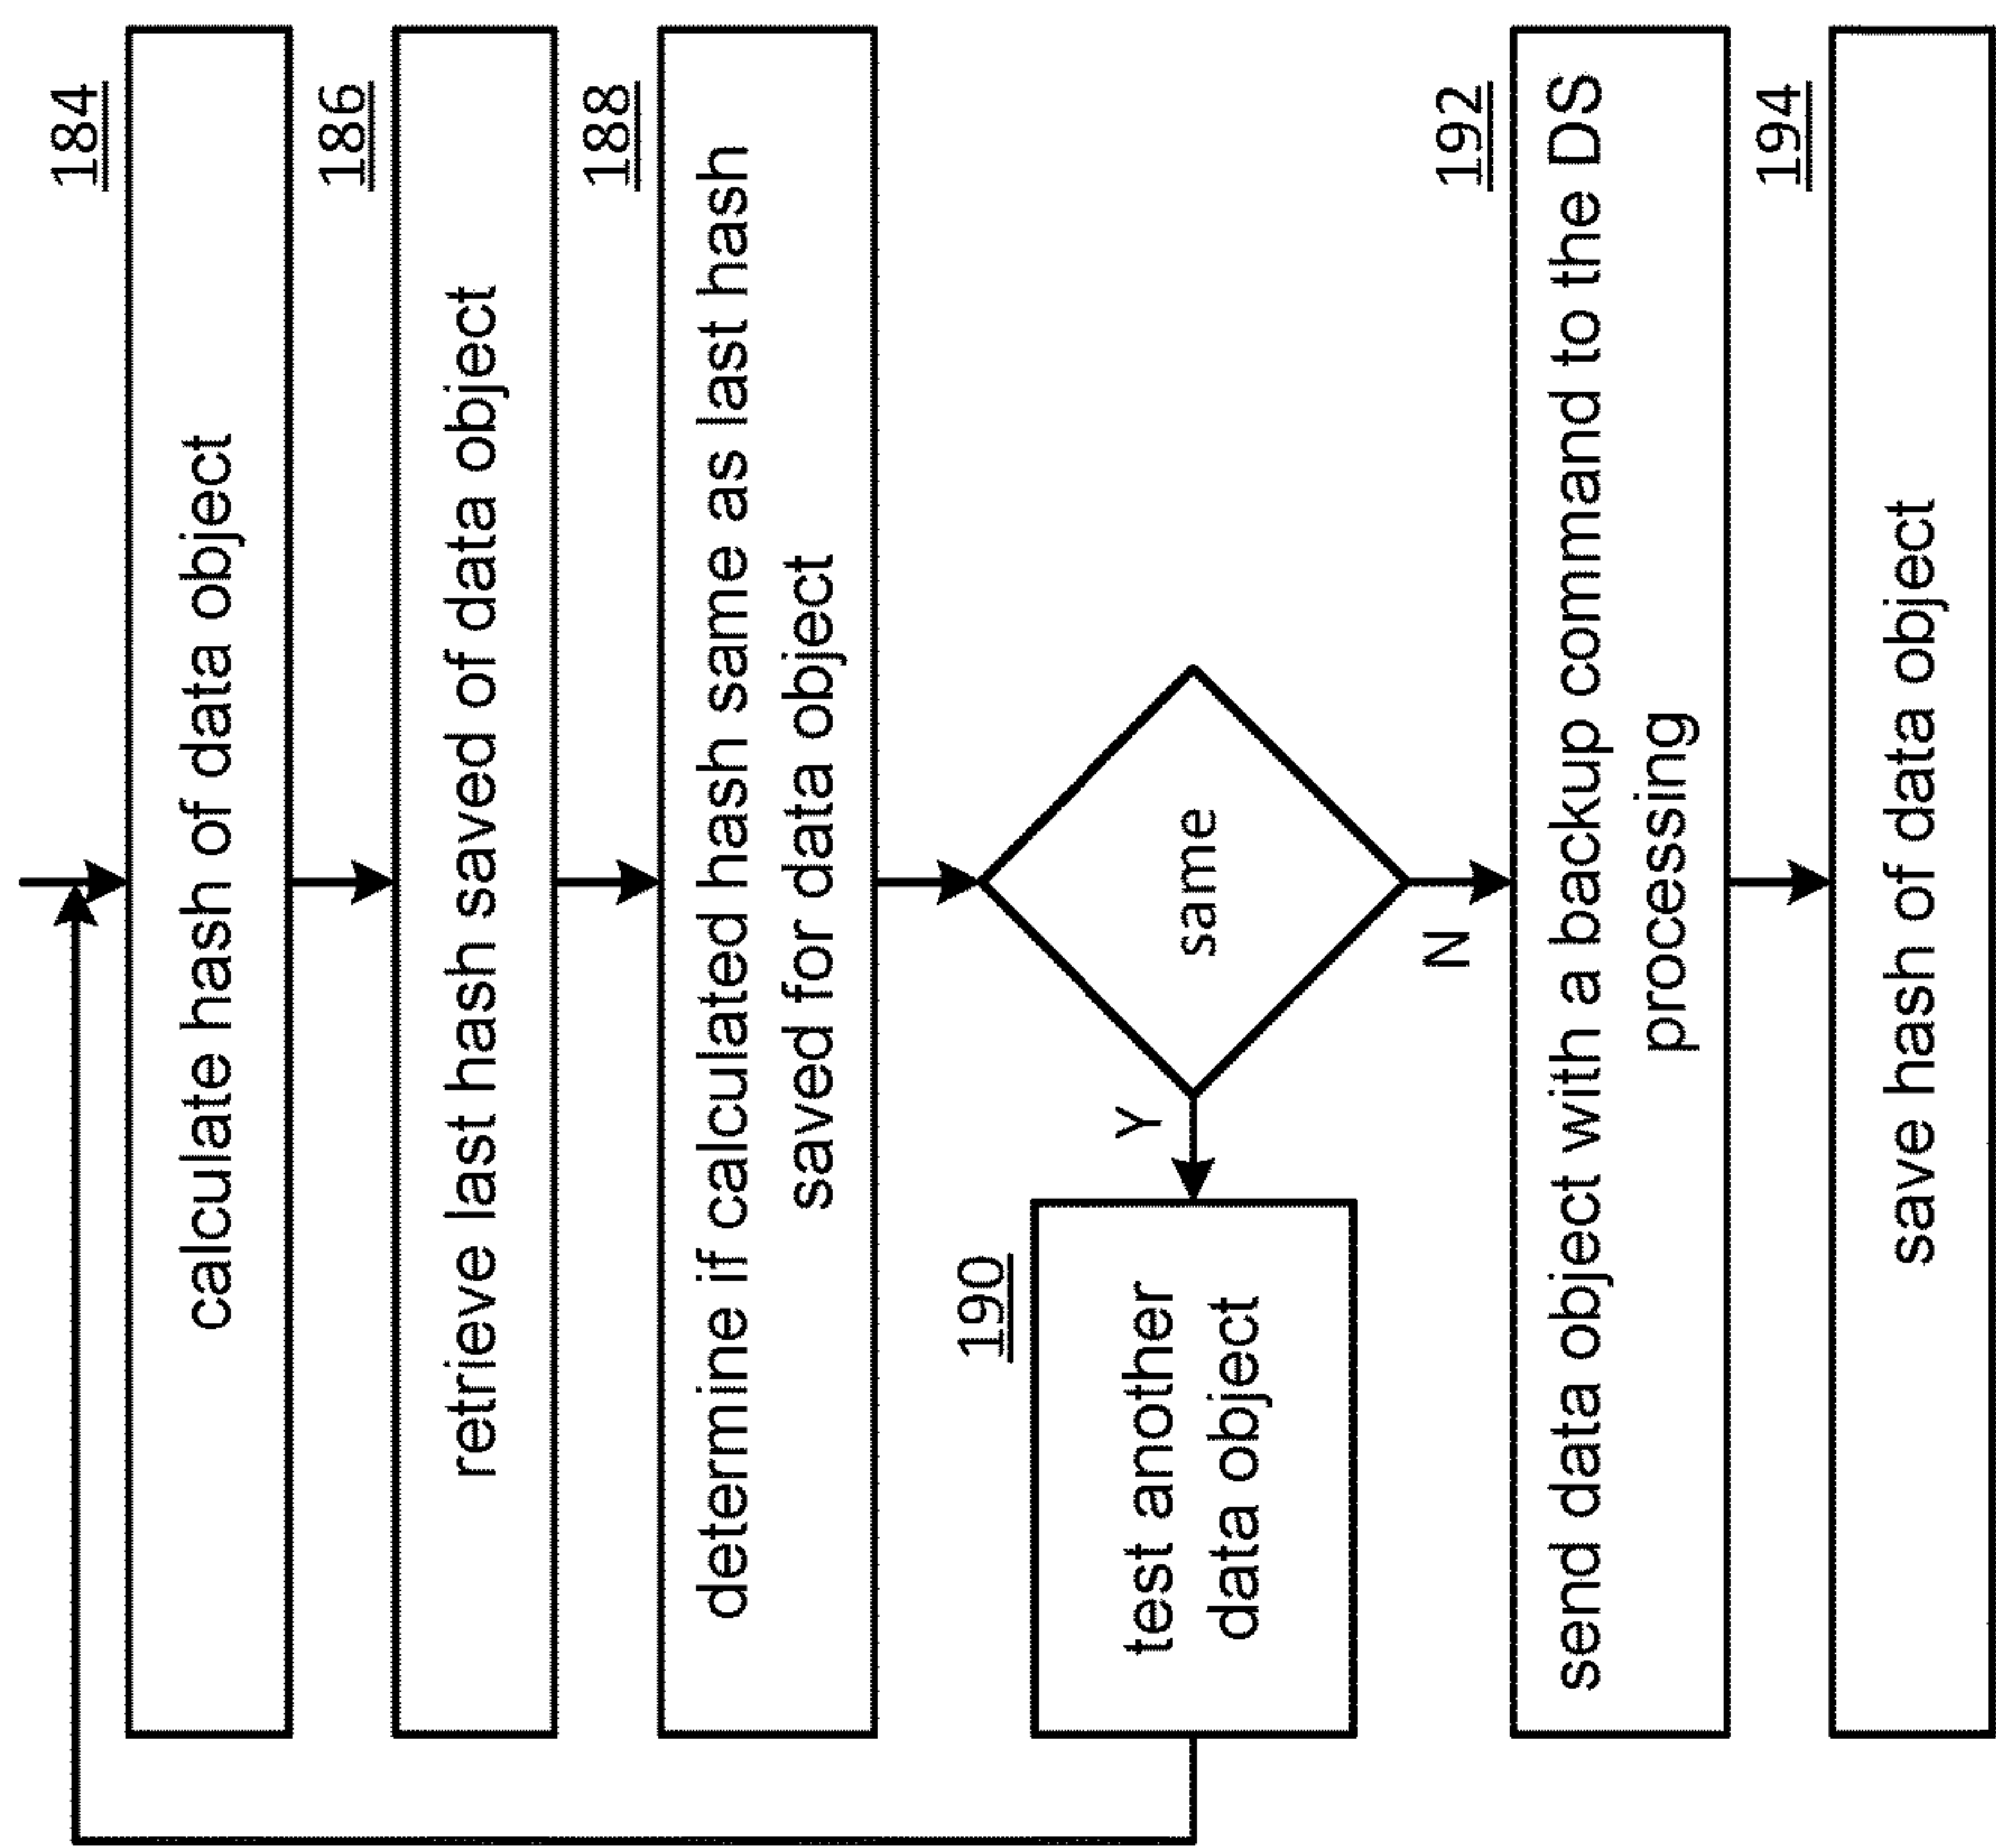 184
calculate hash of data object
186
retrieve last hash saved of data object
188
determine if calculated hash same as last hash
saved for data object
same
Y
N
190
test another
data object
192
send data object with a backup command to the DS
processing
194
save hash of data object